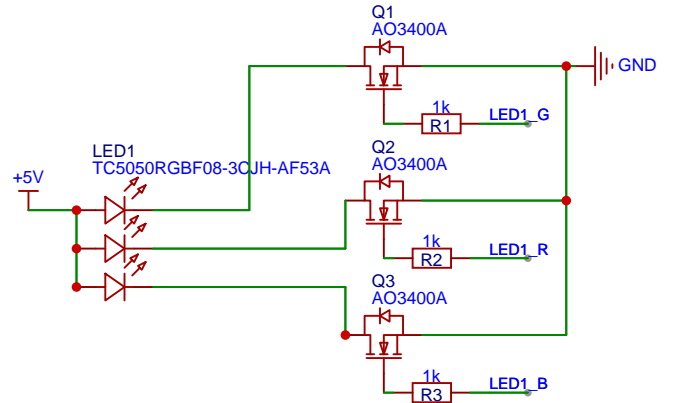 Q1
AO3400A
GND
1k
R1
LED1_G
LED1
TC5050RGBF08-3CJH-AF53A
+5V
Q2
AO3400A
1k
R2
LED1_R
Q3
AO3400A
1k
R3
LED1_B